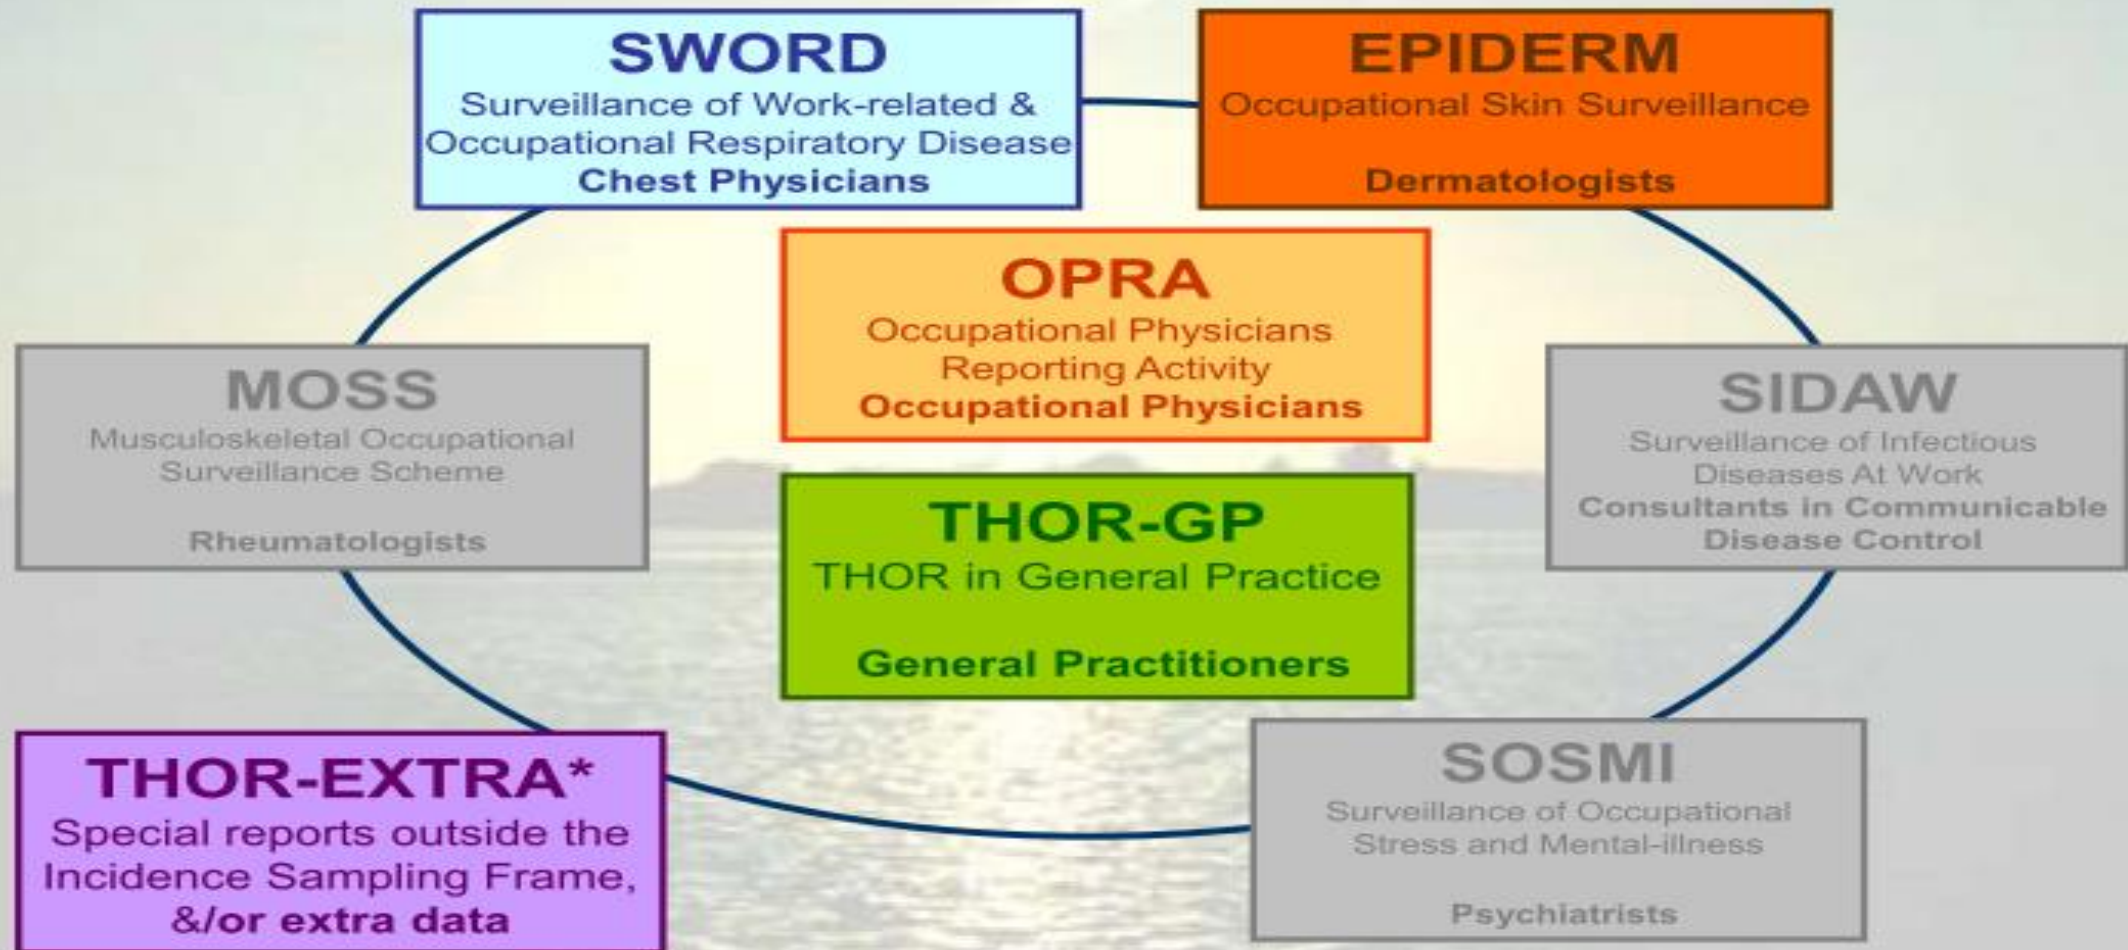 SWORD
Surveillance of Work-related &
Occupational Respiratory Disease
Chest Physicians
EPIDERM
Occupational Skin Surveillance
Dermatologists
OPRA
Occupational Physicians
Reporting Activity
Occupational Physicians
MOSS
Musculoskeletal Occupational
Surveillance Scheme
Rheumatologists
SIDAW
Surveillance of Infectious
Diseases At Work
Consultants in Communicable
Disease Control
THOR-GP
THOR in General Practice
General Practitioners
THOR-EXTRA*
Special reports outside the
Incidence Sampling Frame,
&/or extra data
SOSMI
Surveillance of Occupational
Stress and Mental-illness
Psychiatrists